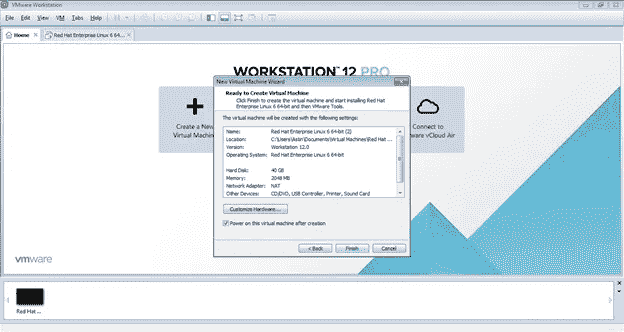 VMware Workstation
File Edit View VM Tabs Help
Home
Red Hat Enterprise Linux 6 64-...
WORKSTATION™ 12 PRO
Create a New
Virtual Machin
Connect to
Mware vCloud Air
New Virtual Machine Wizard
Ready to Create Virtual Machine
Click Finish to create the virtual machine and start installing Red Hat
Enterprise Linux 6 64-bit and then VMware Tools.
The virtual machine will be created with the following settings:
Name: Red Hat Enterprise Linux 6 64-bit (2)
Location: Virtual Machines\Red Hat ...
Version: Workstation 12.0
Operating System: Red Hat Enterprise Linux 6 64-bit
Hard Disk: 40 GB
Memory: 2048 MB
Network Adapter: NAT
Other Devices: CD/DVD, USB Controller, Printer, Sound Card
Customize Hardware...
Power on this virtual machine after creation
< Back Finish Cancel
vmware
Red Hat ...